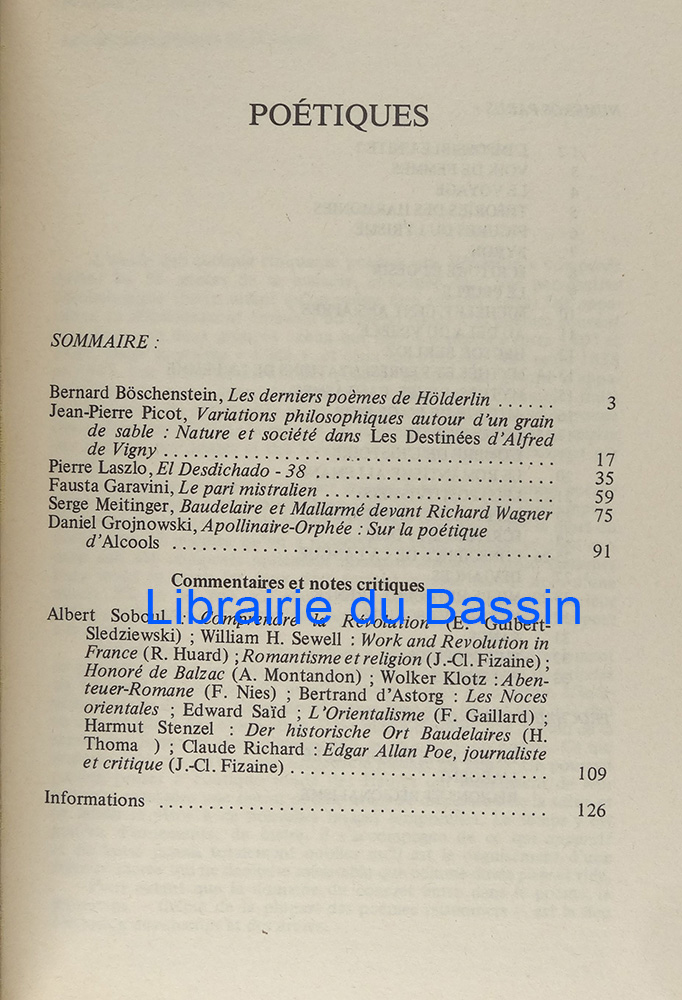 POÉTIQUES
SOMMAIRE :
Bernard Böschenstein, Les derniers poèmes de Hölderlin ...... 3
Jean-Pierre Picot, Variations philosophiques autour d'un grain
de sable : Nature et société dans Les Destinées d'Alfred
de Vigny ........................................ 17
Pierre Laszlo, El Desdichado - 38 ........................ 35
Fausta Garavini, Le pari mistralien ....................... 59
Serge Meitinger, Baudelaire et Mallarmé devant Richard Wagner 75
Daniel Grojnowski, Apollinaire-Orphée : Sur la poétique
d'Alcools ....................................... 91
Commentaires et notes critiques
Librairie du Bassin
Albert Soboul : Comprendre la Révolution (E. Guibert-
Sledziewski) ; William H. Sewell : Work and Revolution in
France (R. Huard) ; Romantisme et religion (J.-Cl. Fizaine) ;
Honoré de Balzac (A. Montandon) ; Wolker Klotz : Aben-
teuer-Romane (F. Nies) ; Bertrand d'Astorg : Les Noces
orientales ; Edward Saïd ; L'Orientalisme (F. Gaillard) ;
Harmut Stenzel : Der historische Ort Baudelaires (H.
Thoma ) ; Claude Richard : Edgar Allan Poe, journaliste
et critique (J.-Cl. Fizaine) .......................... 109
Informations ....................................... 126